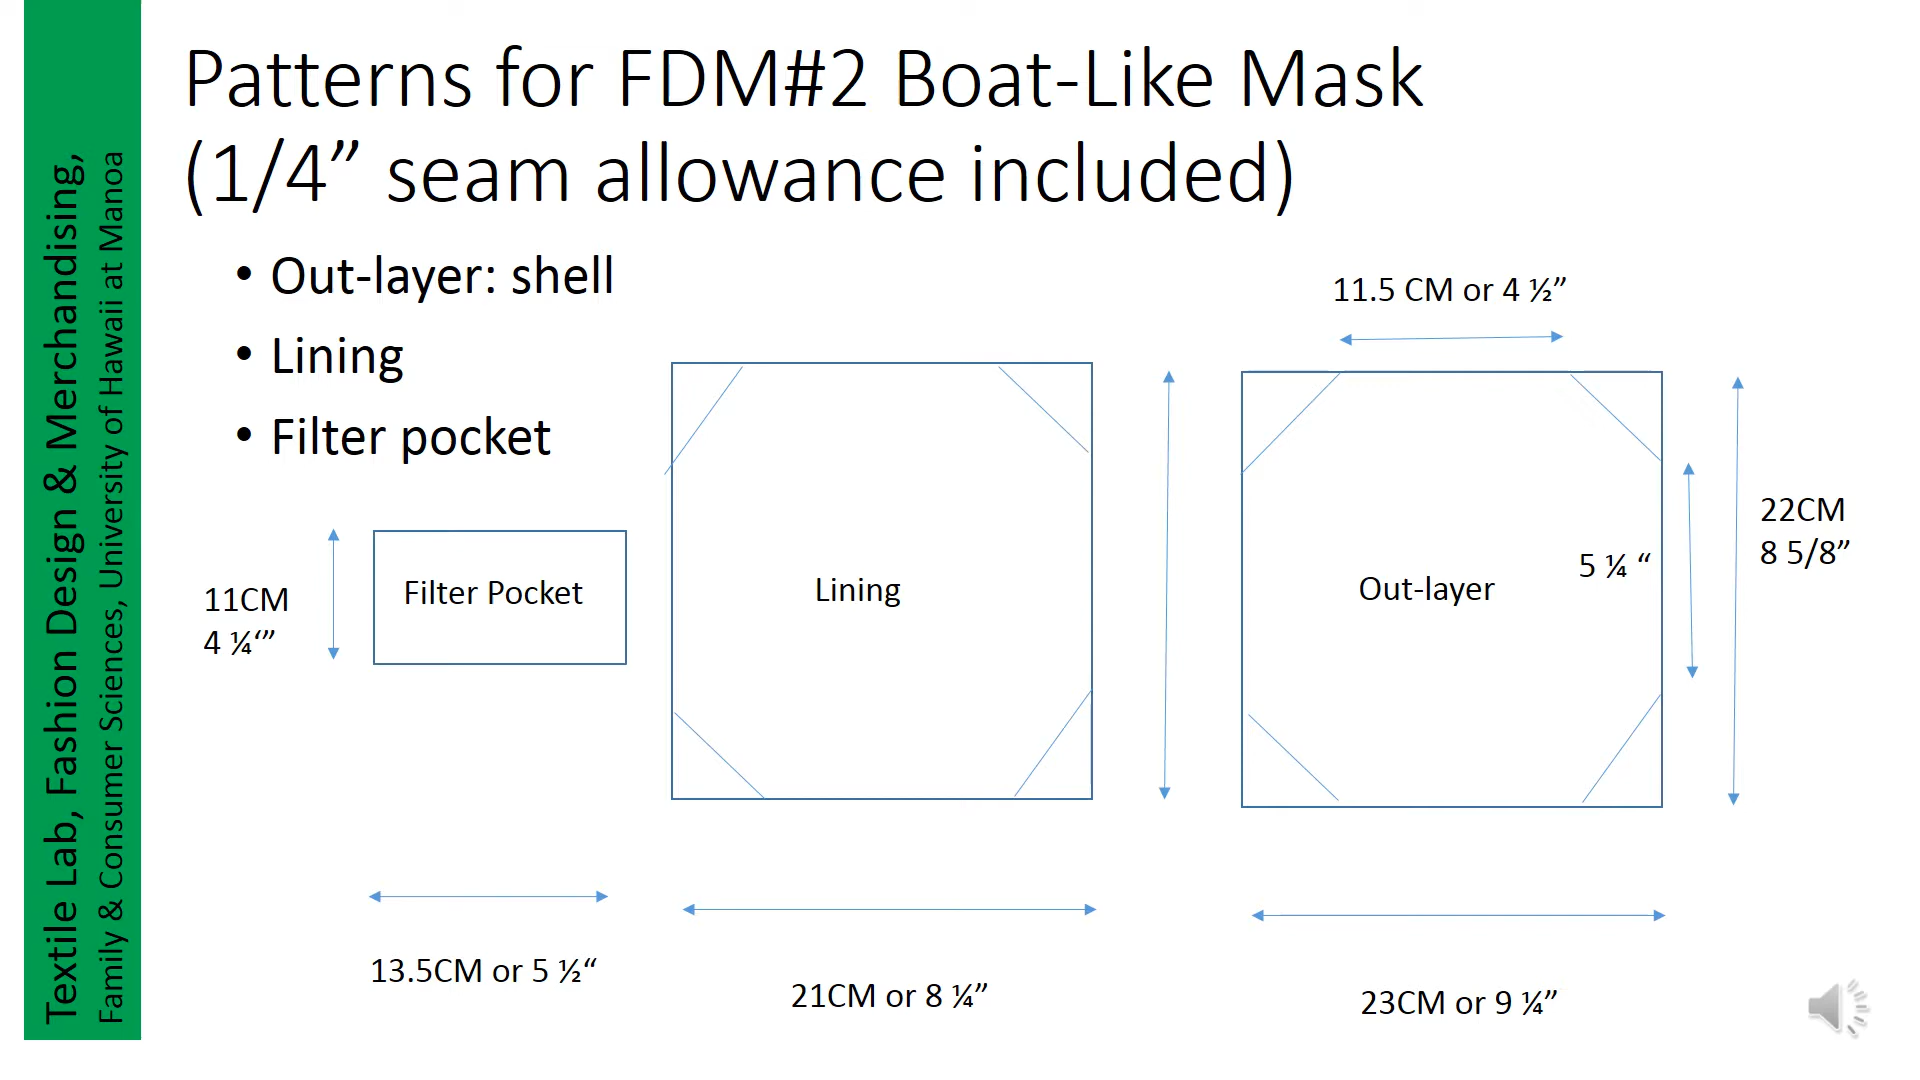 Textile Lab, Fashion Design & Merchandising,
Family & Consumer Sciences, University of Hawaii at Manoa
Patterns for FDM#2 Boat-Like Mask
(1/4” seam allowance included)
• Out-layer: shell
• Lining
• Filter pocket
11.5 CM or 4 ½”
22CM
8 5/8”
5 ¼ “
Filter Pocket
Lining
Out-layer
11CM
4 ¼‘”
13.5CM or 5 ½“
21CM or 8 ¼”
23CM or 9 ¼”